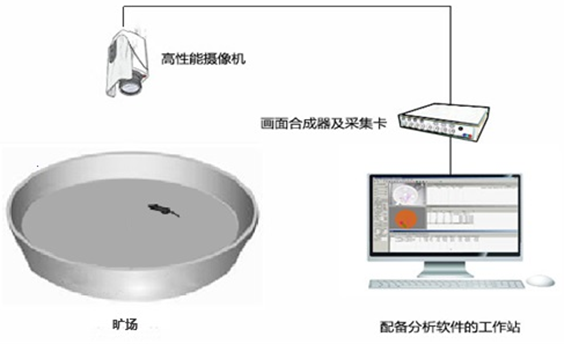 高性能摄像机
画面合成器及采集卡
旷场
配备分析软件的工作站